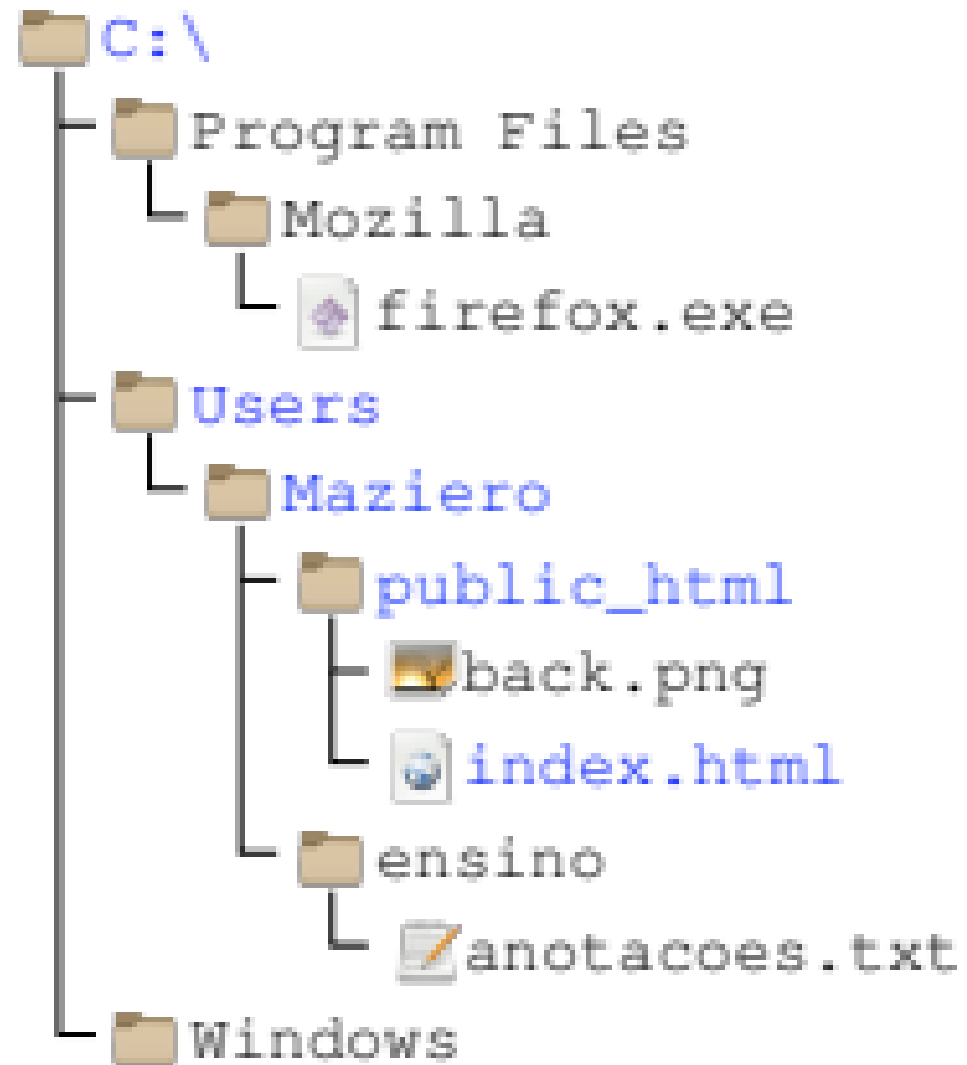 C:\
Program Files
Mozilla
firefox.exe
Users
Maziero
public_html
back.png
index.html
ensino
anotacoes.txt
Windows